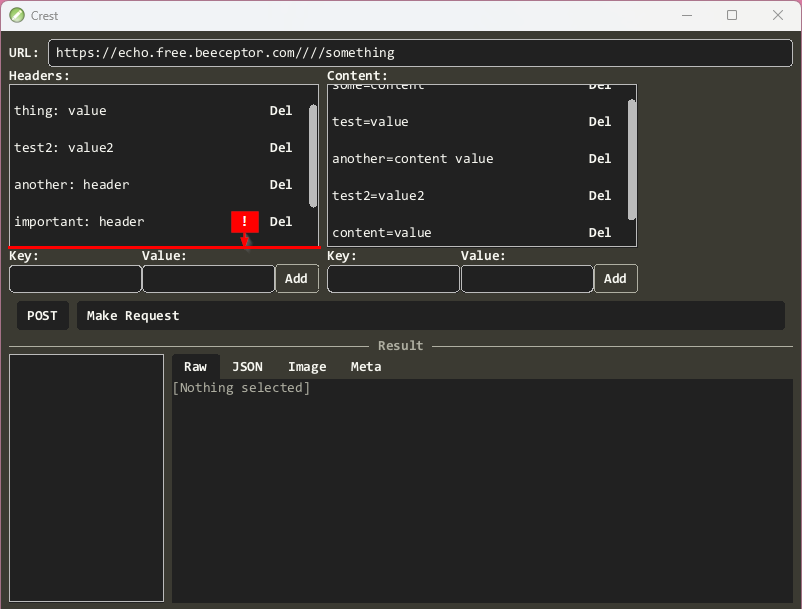 Crest
URL: https://echo.free.beeceptor.com////something
Headers:
thing: value Del
test2: value2 Del
another: header Del
important: header ! Del
Key: Value:
Add
Content:
some=content Del
test=value Del
another=content value Del
test2=value2 Del
content=value Del
Key: Value:
Add
POST Make Request
Result
Raw JSON Image Meta
[Nothing selected]